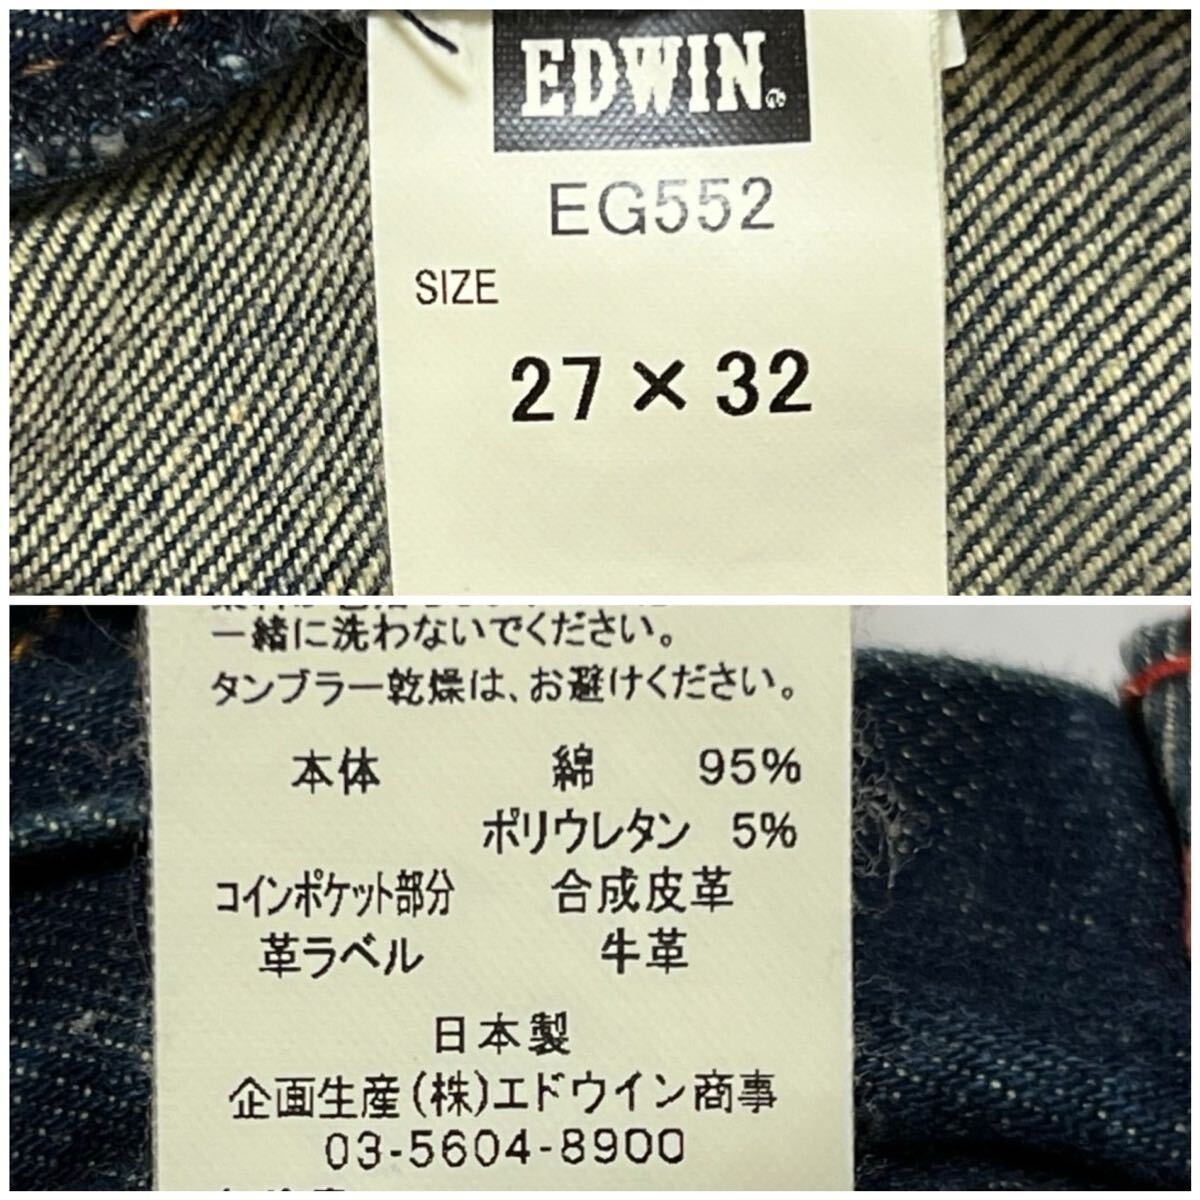 EDWIN®
EG552
SIZE
27×32
一緒に洗わないでください。
タンブラー乾燥は、お避けください。
本体 綿 95%
ポリウレタン 5%
コインポケット部分 合成皮革
革ラベル 牛革
日本製
企画生産(株)エドウイン商事
03-5604-8900